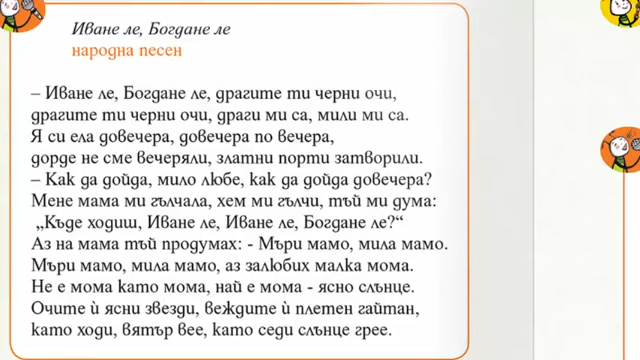 Иване ле, Богдане ле
народна песен
– Иване ле, Богдане ле, драгите ти черни очи,
драгите ти черни очи, драги ми са, мили ми са.
Я си ела довечера, довечера по вечера,
дорде не сме вечеряли, златни порти затворили.
– Как да дойда, мило любе, как да дойда довечера?
Мене мама ми гълчала, хем ми гълчи, тъй ми дума:
„Къде ходиш, Иване ле, Иване ле, Богдане ле?“
Аз на мама тъй продумах: - Мъри мамо, мила мамо.
Мъри мамо, мила мамо, аз залюбих малка мома.
Не е мома като мома, най е мома - ясно слънце.
Очите ѝ ясни звезди, веждите ѝ плетен гайтан,
като ходи, вятър вее, като седи слънце грее.